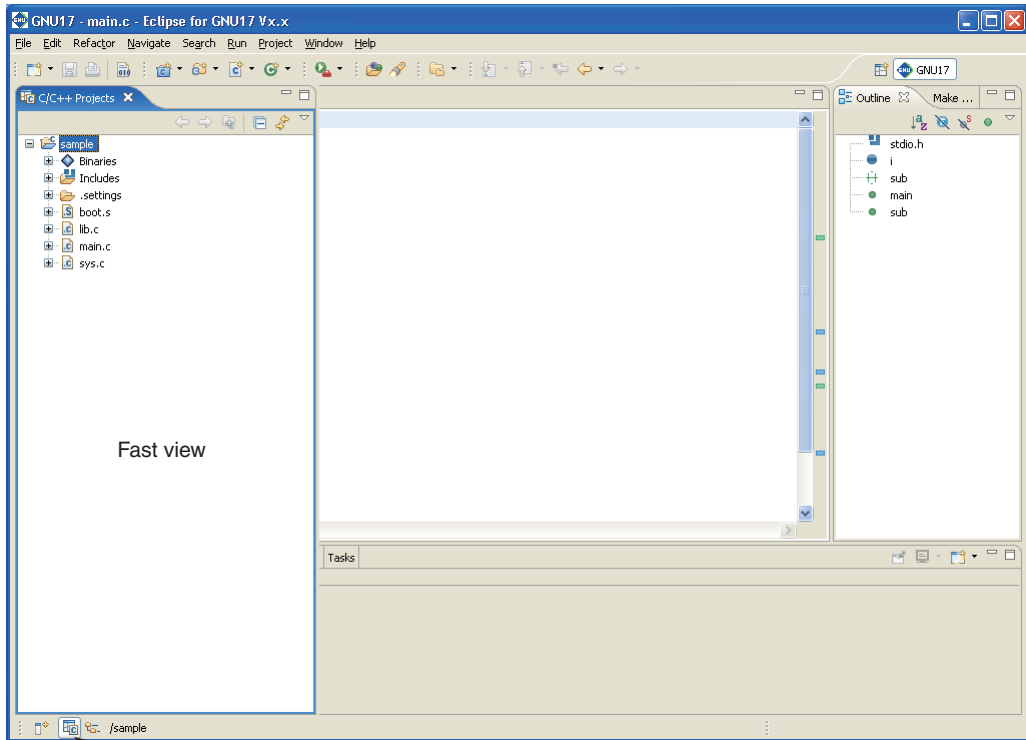 GNU17 - main.c - Eclipse for GNU17 Vx.x
File Edit Refactor Navigate Search Run Project Window Help
GNU17
C/C++ Projects
Outline
Make ...
sample
Binaries
Includes
.settings
boot.s
lib.c
main.c
sys.c
stdio.h
i
sub
main
sub
Fast view
Tasks
/sample